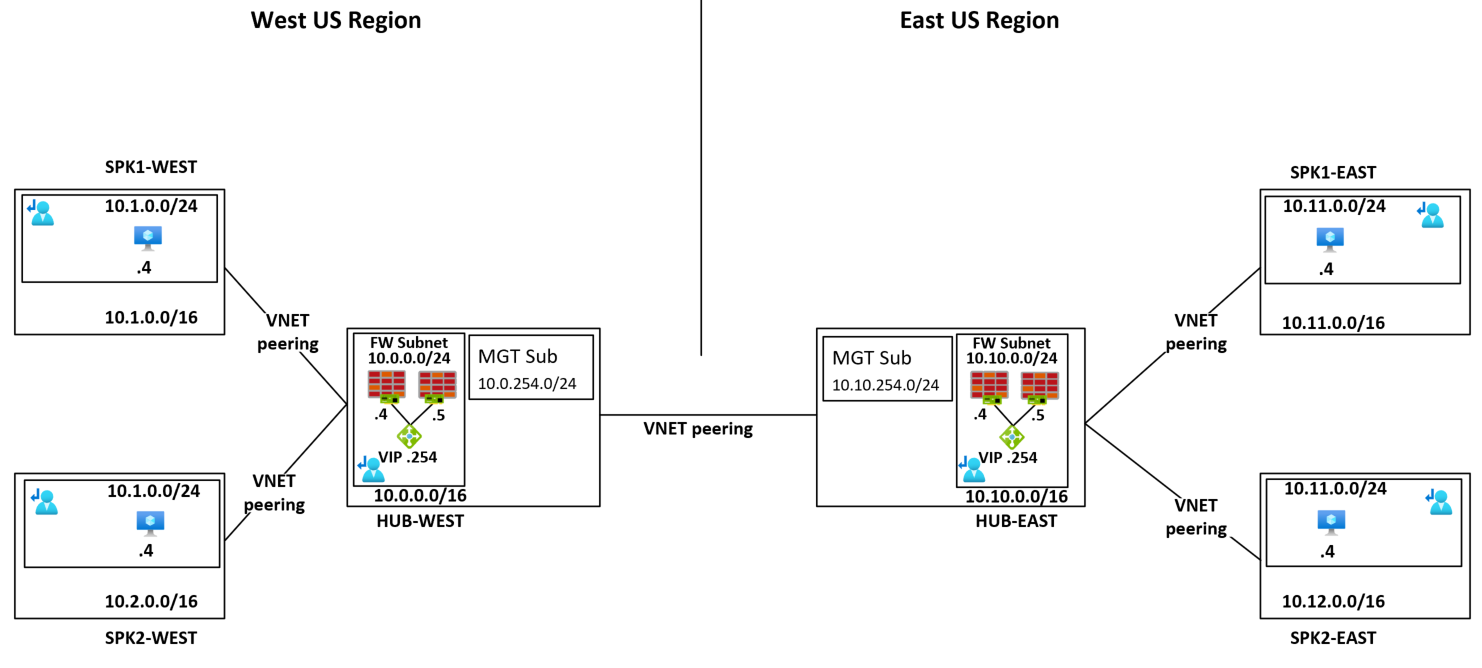 West US Region
East US Region
SPK1-WEST
10.1.0.0/24
.4
10.1.0.0/16
VNET
peering
VNET
peering
10.1.0.0/24
.4
10.2.0.0/16
SPK2-WEST
FW Subnet
10.0.0.0/24
.4
.5
VIP .254
10.0.0.0/16
HUB-WEST
MGT Sub
10.0.254.0/24
VNET peering
MGT Sub
10.10.254.0/24
FW Subnet
10.10.0.0/24
.4
.5
VIP .254
10.10.0.0/16
HUB-EAST
VNET
peering
VNET
peering
SPK1-EAST
10.11.0.0/24
.4
10.11.0.0/16
10.11.0.0/24
.4
10.12.0.0/16
SPK2-EAST